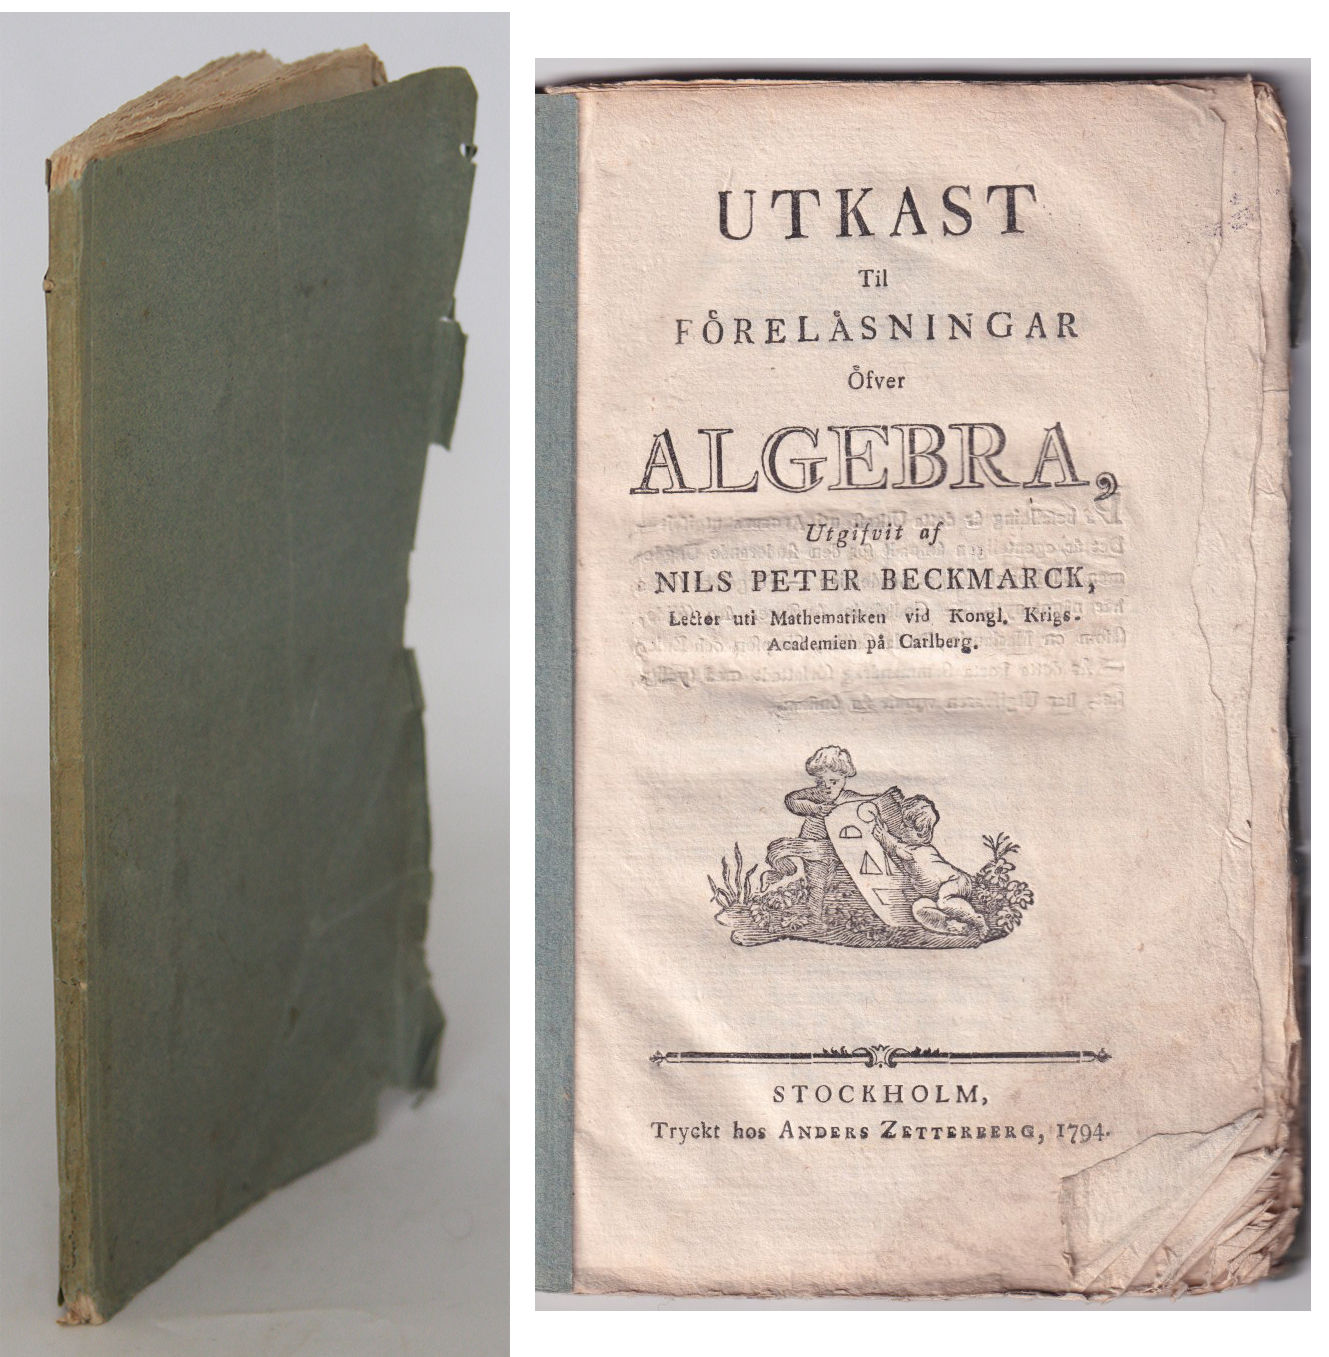 UTKAST
Til
FÖRELÄSNINGAR
Öfver
ALGEBRA,
Utgifvit af
NILS PETER BECKMARCK,
Lector uti Mathematiken vid Kongl. Krigs-
Academien på Carlberg.
STOCKHOLM,
Tryckt hos ANDERS ZETTERBERG, 1794.